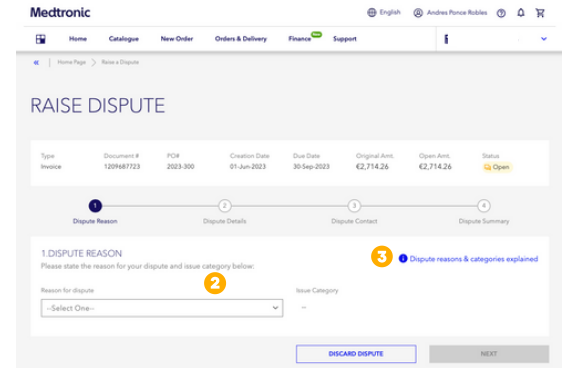 Medtronic
English
Andres Ponce Robles
Home Catalogue New Order Orders & Delivery Finance New Support
« | Home Page > Raise a Dispute
RAISE DISPUTE
Type Document # PO# Creation Date Due Date Original Amt. Open Amt. Status
Invoice 1209687723 2023-300 01-Jun-2023 30-Sep-2023 €2,714.26 €2,714.26 Open
1 2 3 4
Dispute Reason Dispute Details Dispute Contact Dispute Summary
1.DISPUTE REASON
Please state the reason for your dispute and issue category below:
3 Dispute reasons & categories explained
2
Reason for dispute Issue Category
--Select One-- --
DISCARD DISPUTE NEXT